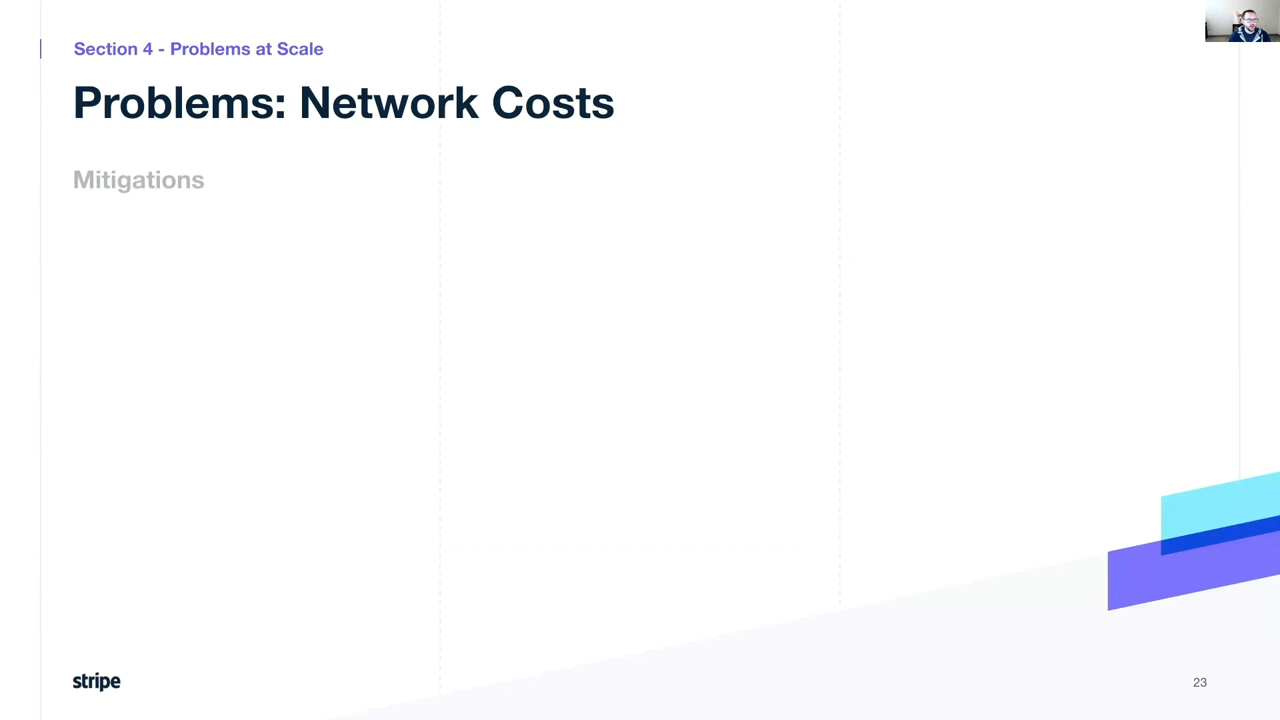 Section 4 - Problems at Scale
Problems: Network Costs
Mitigations
stripe
23